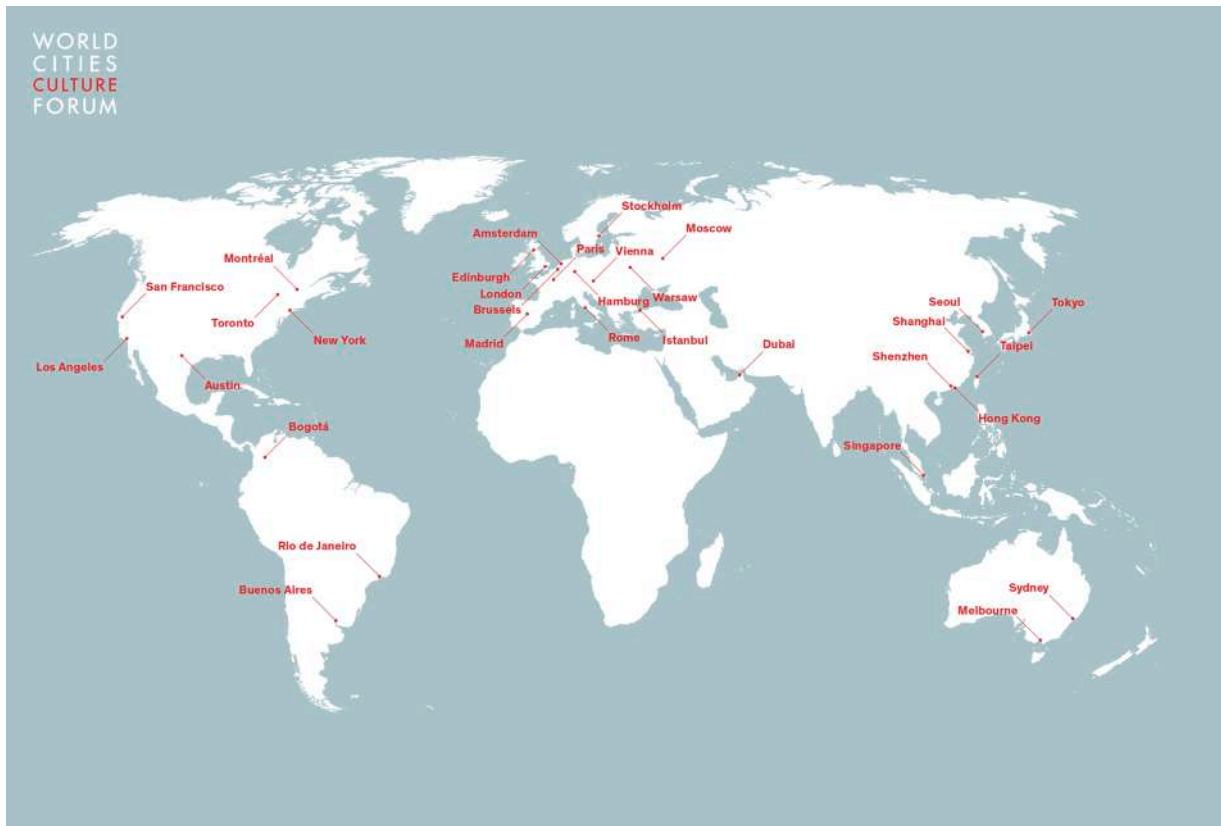 WORLD
CITIES
CULTURE
FORUM
Stockholm
Moscow
Amsterdam
Paris
Vienna
Montréal
Edinburgh
San Francisco
London
Hamburg
Warsaw
Brussels
Seoul
Tokyo
Toronto
Shanghai
New York
Madrid
Rome
Istanbul
Dubai
Taipei
Los Angeles
Shenzhen
Austin
Hong Kong
Bogotá
Singapore
Rio de Janeiro
Buenos Aires
Sydney
Melbourne